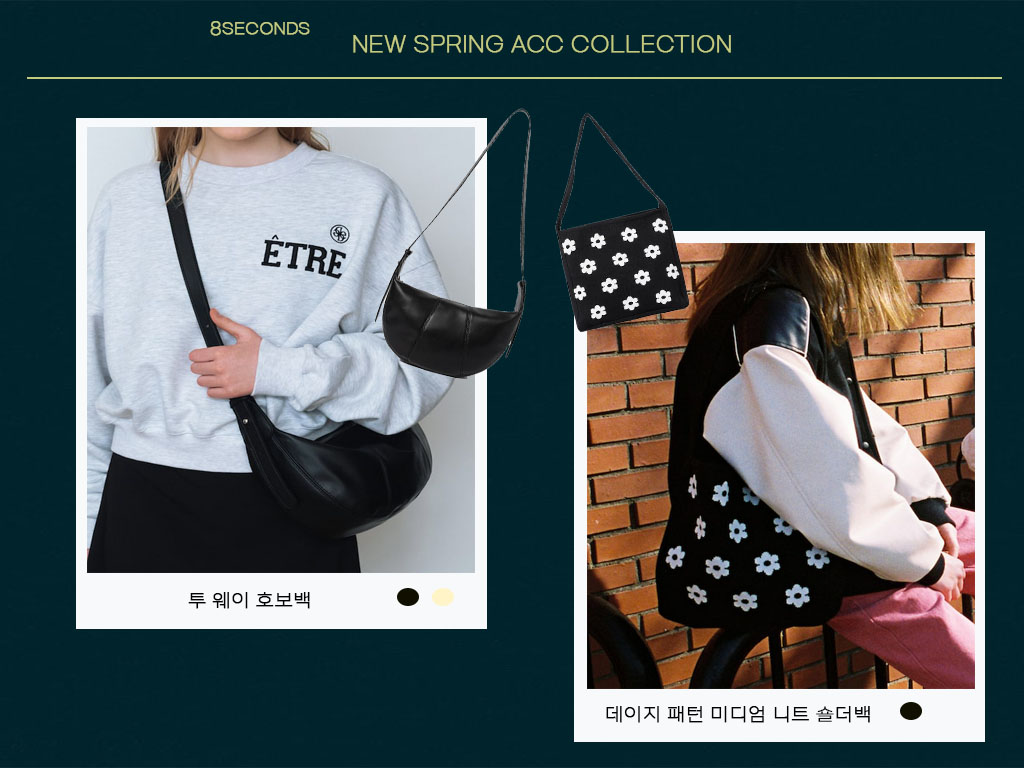 8SECONDS
NEW SPRING ACC COLLECTION
ÊTRE
투 웨이 호보백
데이지 패턴 미디엄 니트 숄더백